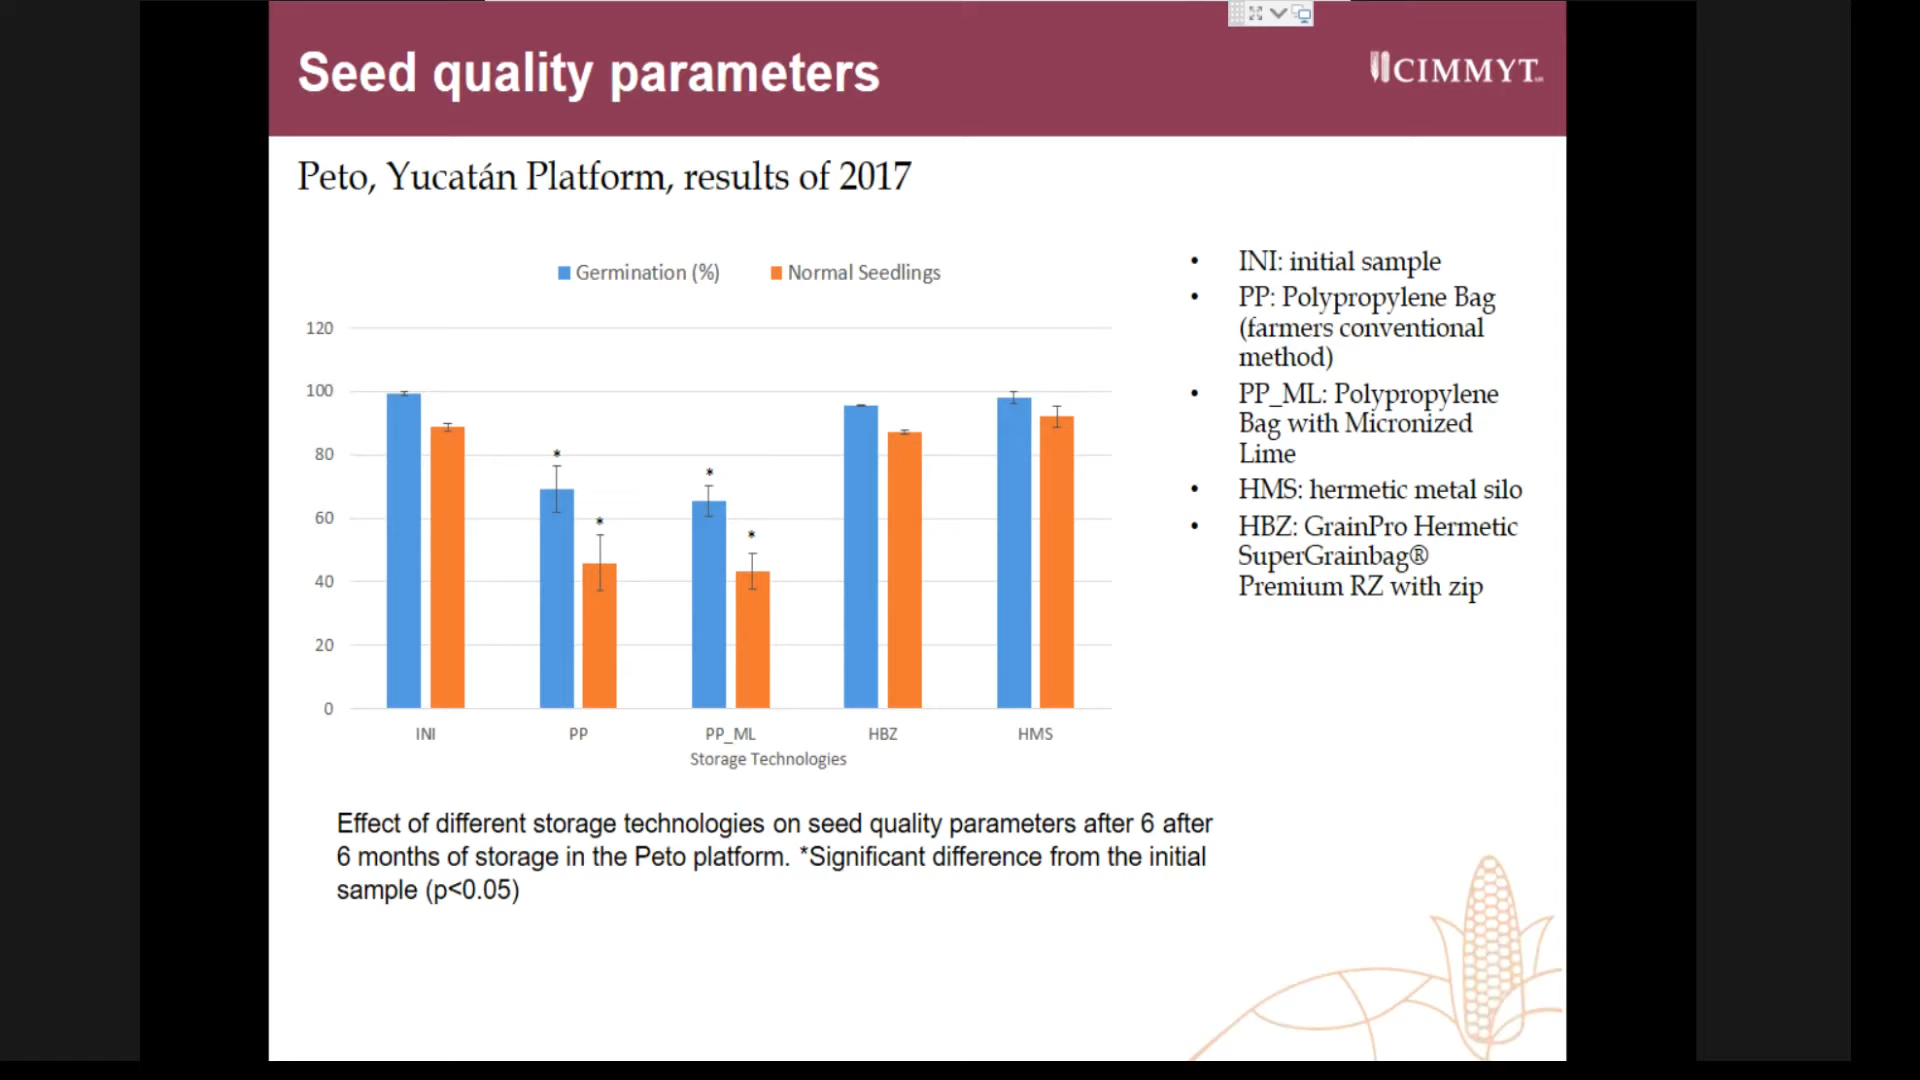 Seed quality parameters
CIMMYT
Peto, Yucatán Platform, results of 2017
Germination (%) Normal Seedlings
120
100
80
60
40
20
0
* * * *
INI PP PP_ML HBZ HMS
Storage Technologies
• INI: initial sample
• PP: Polypropylene Bag
(farmers conventional
method)
• PP_ML: Polypropylene
Bag with Micronized
Lime
• HMS: hermetic metal silo
• HBZ: GrainPro Hermetic
SuperGrainbag®
Premium RZ with zip
Effect of different storage technologies on seed quality parameters after 6 after
6 months of storage in the Peto platform. *Significant difference from the initial
sample (p<0.05)